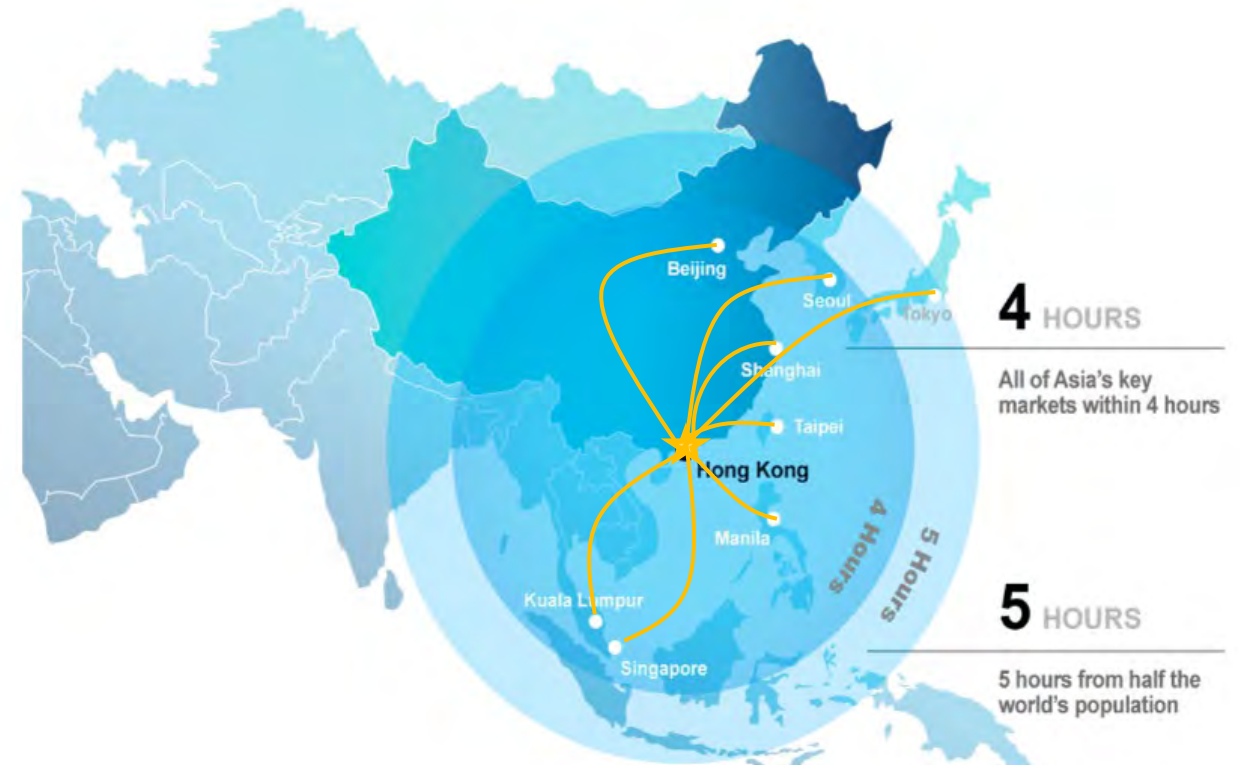 Beijing
Seoul
Tokyo
Shanghai
Taipei
Hong Kong
Manila
Kuala Lumpur
Singapore
4 Hours
5 Hours
4 HOURS
All of Asia's key
markets within 4 hours
5 HOURS
5 hours from half the
world's population